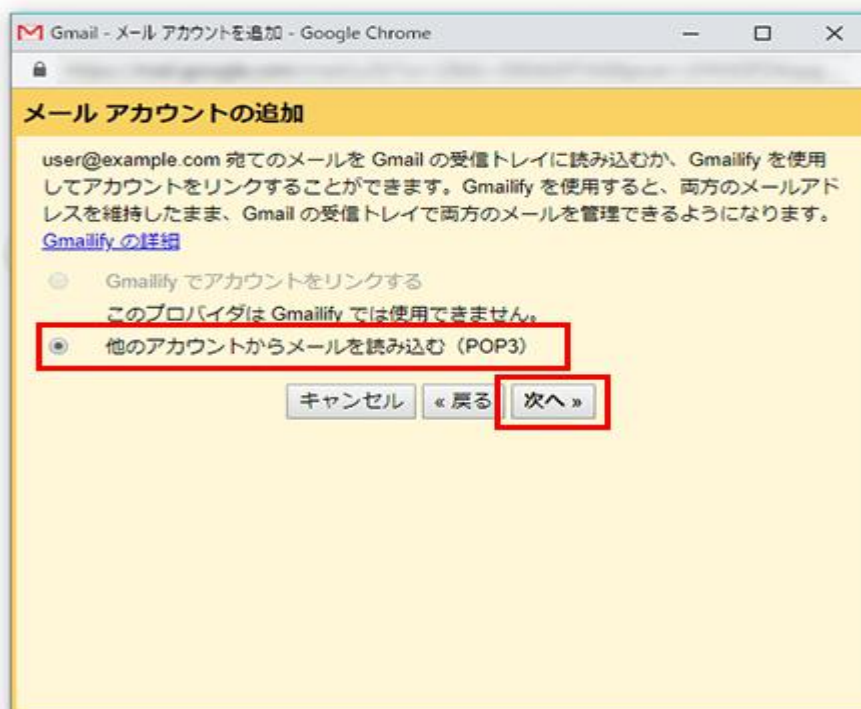 Gmail - メール アカウントを追加 - Google Chrome
メール アカウントの追加
user@example.com 宛てのメールを Gmail の受信トレイに読み込むか、Gmailify を使用
してアカウントをリンクすることができます。Gmailify を使用すると、両方のメールアド
レスを維持したまま、Gmail の受信トレイで両方のメールを管理できるようになります。
Gmailify の詳細
Gmailify でアカウントをリンクする
このプロバイダは Gmailify では使用できません。
他のアカウントからメールを読み込む（POP3）
キャンセル « 戻る 次へ »